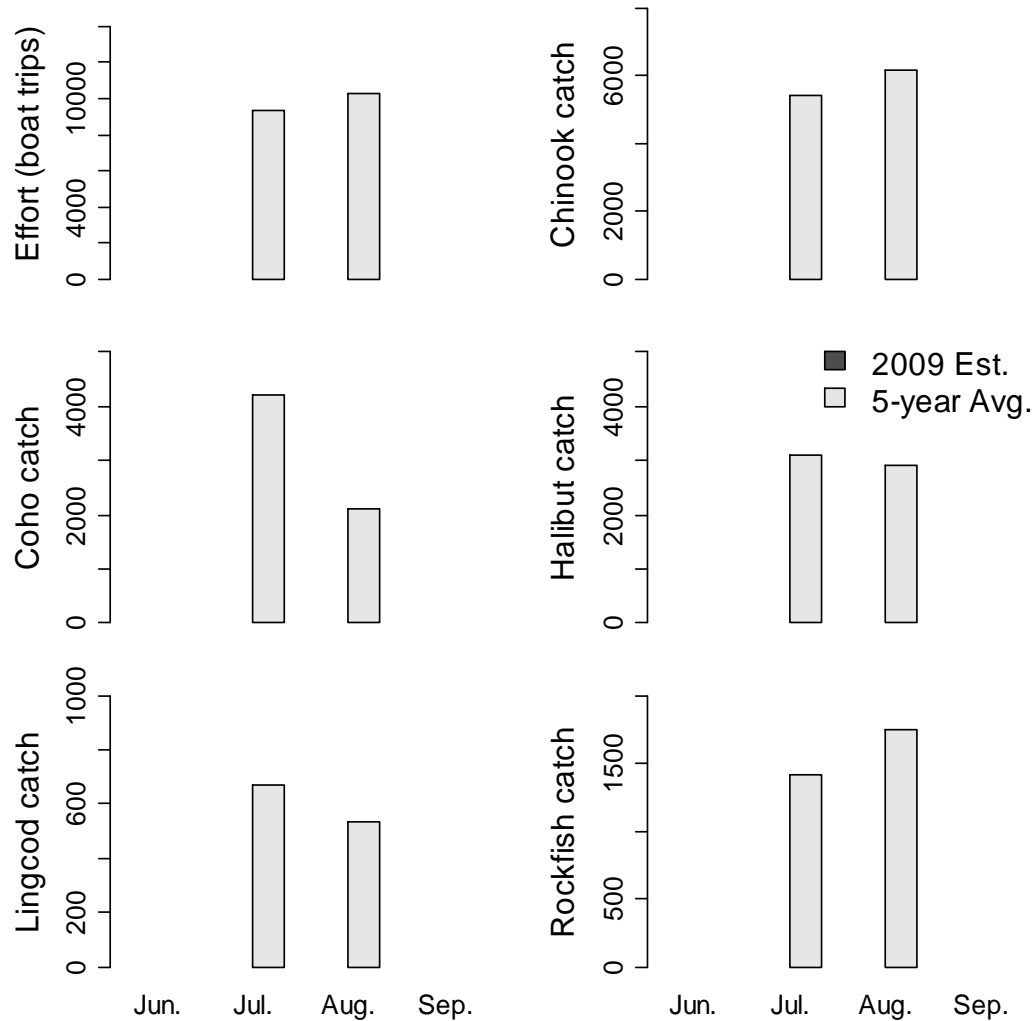 Effort (boat trips)
0
4000
10000
Chinook catch
0
2000
6000
Coho catch
0
2000
4000
Halibut catch
0
2000
4000
2009 Est.
5-year Avg.
Lingcod catch
0
200
600
1000
Rockfish catch
0
500
1500
Jun. Jul. Aug. Sep.
Jun. Jul. Aug. Sep.